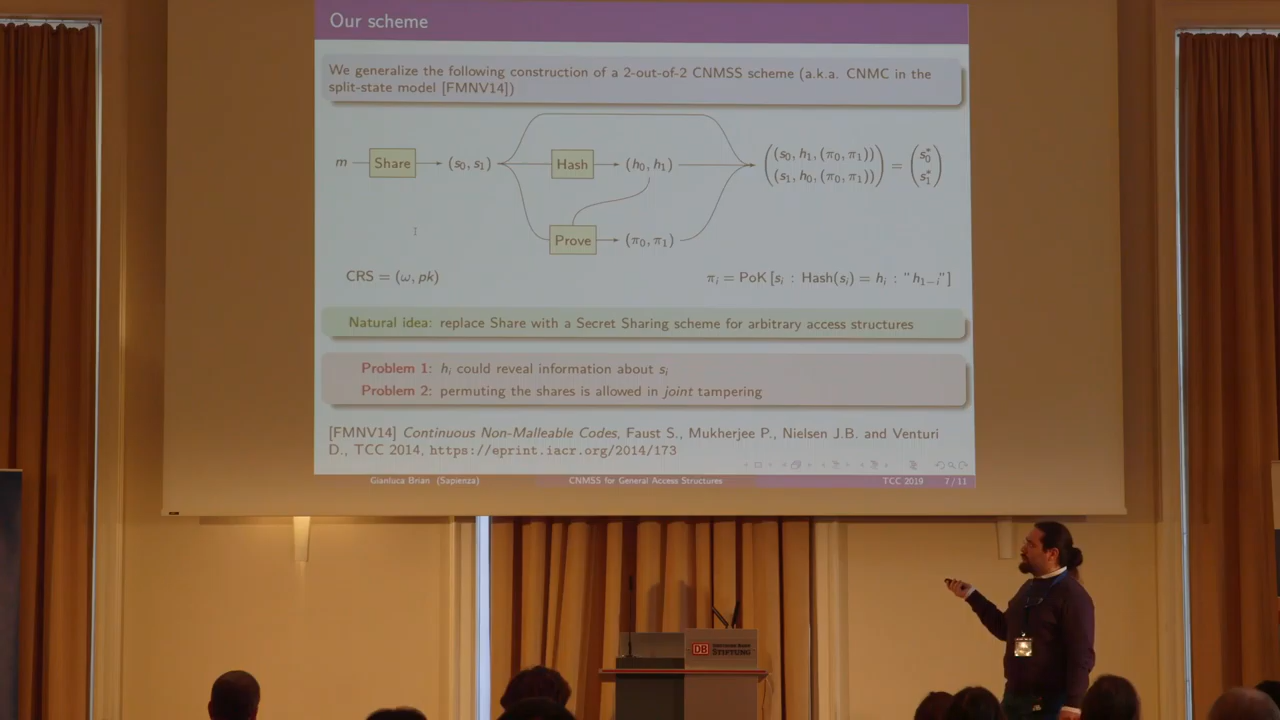 Our scheme
We generalize the following construction of a 2-out-of-2 CNMSS scheme (a.k.a. CNMC in the
split-state model [FMNV14])
m Share (s₀, s₁) Hash (h₀, h₁) ((s₀, h₁, (π₀, π₁)) (s₁, h₀, (π₀, π₁))) = (s₀* s₁*)
Prove (π₀, π₁)
CRS = (ω, pk) πᵢ = PoK [sᵢ : Hash(sᵢ) = hᵢ : "h₁₋ᵢ"]
Natural idea: replace Share with a Secret Sharing scheme for arbitrary access structures
Problem 1: hᵢ could reveal information about sᵢ
Problem 2: permuting the shares is allowed in joint tampering
[FMNV14] Continuous Non-Malleable Codes, Faust S., Mukherjee P., Nielsen J.B. and Venturi
D., TCC 2014, https://eprint.iacr.org/2014/173
Gianluca Brian (Sapienza) CNMSS for General Access Structures TCC 2019 7 / 11
DB
STIFTUNG